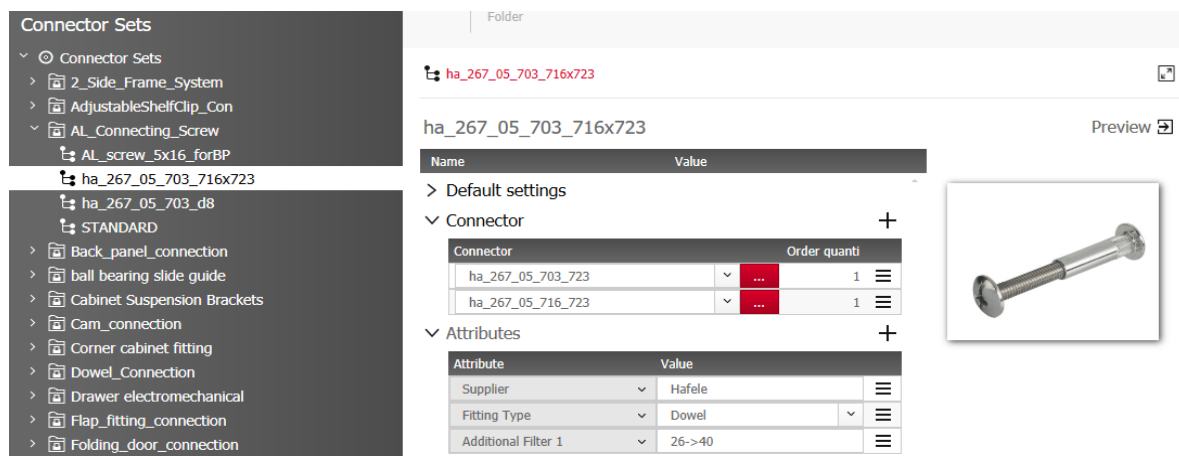 Connector Sets
Folder
Connector Sets
2_Side_Frame_System
AdjustableShelfClip_Con
AL_Connecting_Screw
AL_screw_5x16_forBP
ha_267_05_703_716x723
ha_267_05_703_d8
STANDARD
Back_panel_connection
ball bearing slide guide
Cabinet Suspension Brackets
Cam_connection
Corner cabinet fitting
Dowel_Connection
Drawer electromechanical
Flap_fitting_connection
Folding_door_connection
ha_267_05_703_716x723
ha_267_05_703_716x723 Preview
Name Value
Default settings
Connector +
Connector Order quanti
ha_267_05_703_723 ... 1
ha_267_05_716_723 ... 1
Attributes +
Attribute Value
Supplier Hafele
Fitting Type Dowel
Additional Filter 1 26->40